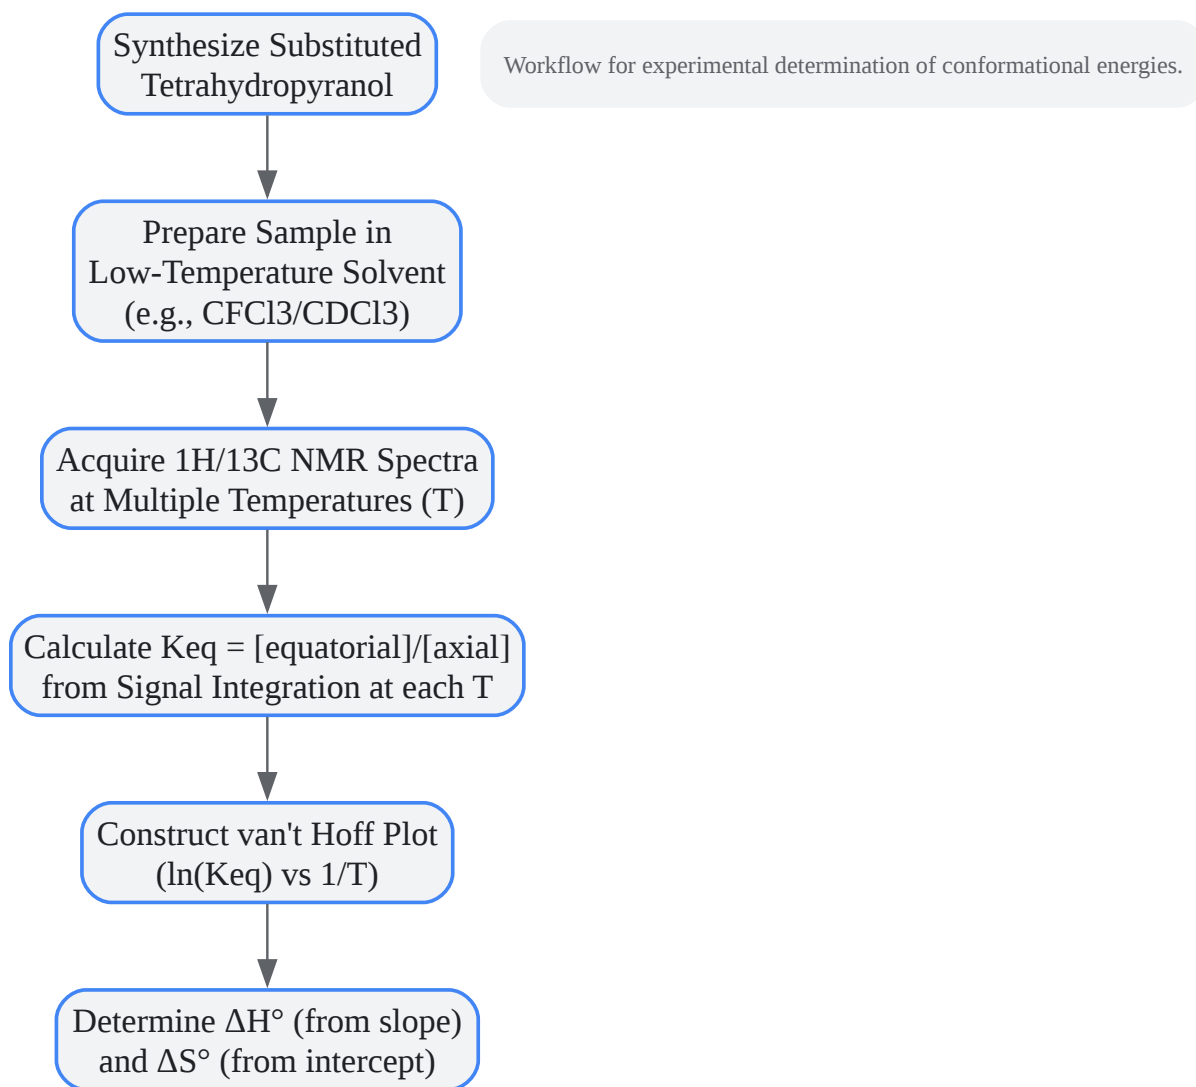 Synthesize Substituted
Tetrahydropyranol
Workflow for experimental determination of conformational energies.
Prepare Sample in
Low-Temperature Solvent
(e.g., CFCl3/CDCl3)
Acquire 1H/13C NMR Spectra
at Multiple Temperatures (T)
Calculate Keq = [equatorial]/[axial]
from Signal Integration at each T
Construct van't Hoff Plot
(ln(Keq) vs 1/T)
Determine ΔH° (from slope)
and ΔS° (from intercept)